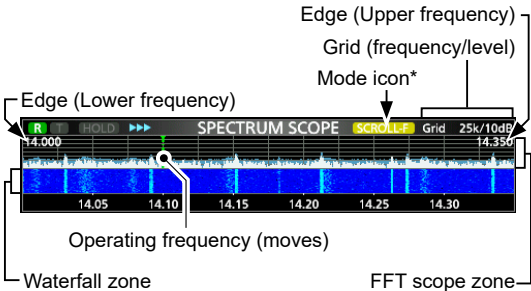 Edge (Upper frequency)
Grid (frequency/level)
Mode icon*
Edge (Lower frequency)
R T HOLD SPECTRUM SCOPE SCROLL-F Grid 25k/10dB
14.000 14.350
14.05 14.10 14.15 14.20 14.25 14.30
Operating frequency (moves)
Waterfall zone FFT scope zone